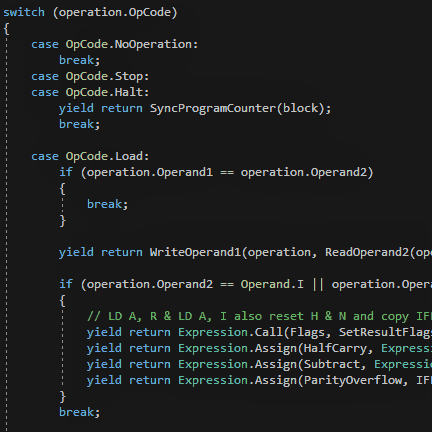 switch (operation.OpCode)
{
case OpCode.NoOperation:
break;
case OpCode.Stop:
case OpCode.Halt:
yield return SyncProgramCounter(block);
break;
case OpCode.Load:
if (operation.Operand1 == operation.Operand2)
{
break;
}
yield return WriteOperand1(operation, ReadOperand2(ope
if (operation.Operand2 == Operand.I || operation.Opera
{
// LD A, R & LD A, I also reset H & N and copy IFF
yield return Expression.Call(Flags, SetResultFlags
yield return Expression.Assign(HalfCarry, Expressi
yield return Expression.Assign(Subtract, Expressio
yield return Expression.Assign(ParityOverflow, IFF
}
break;